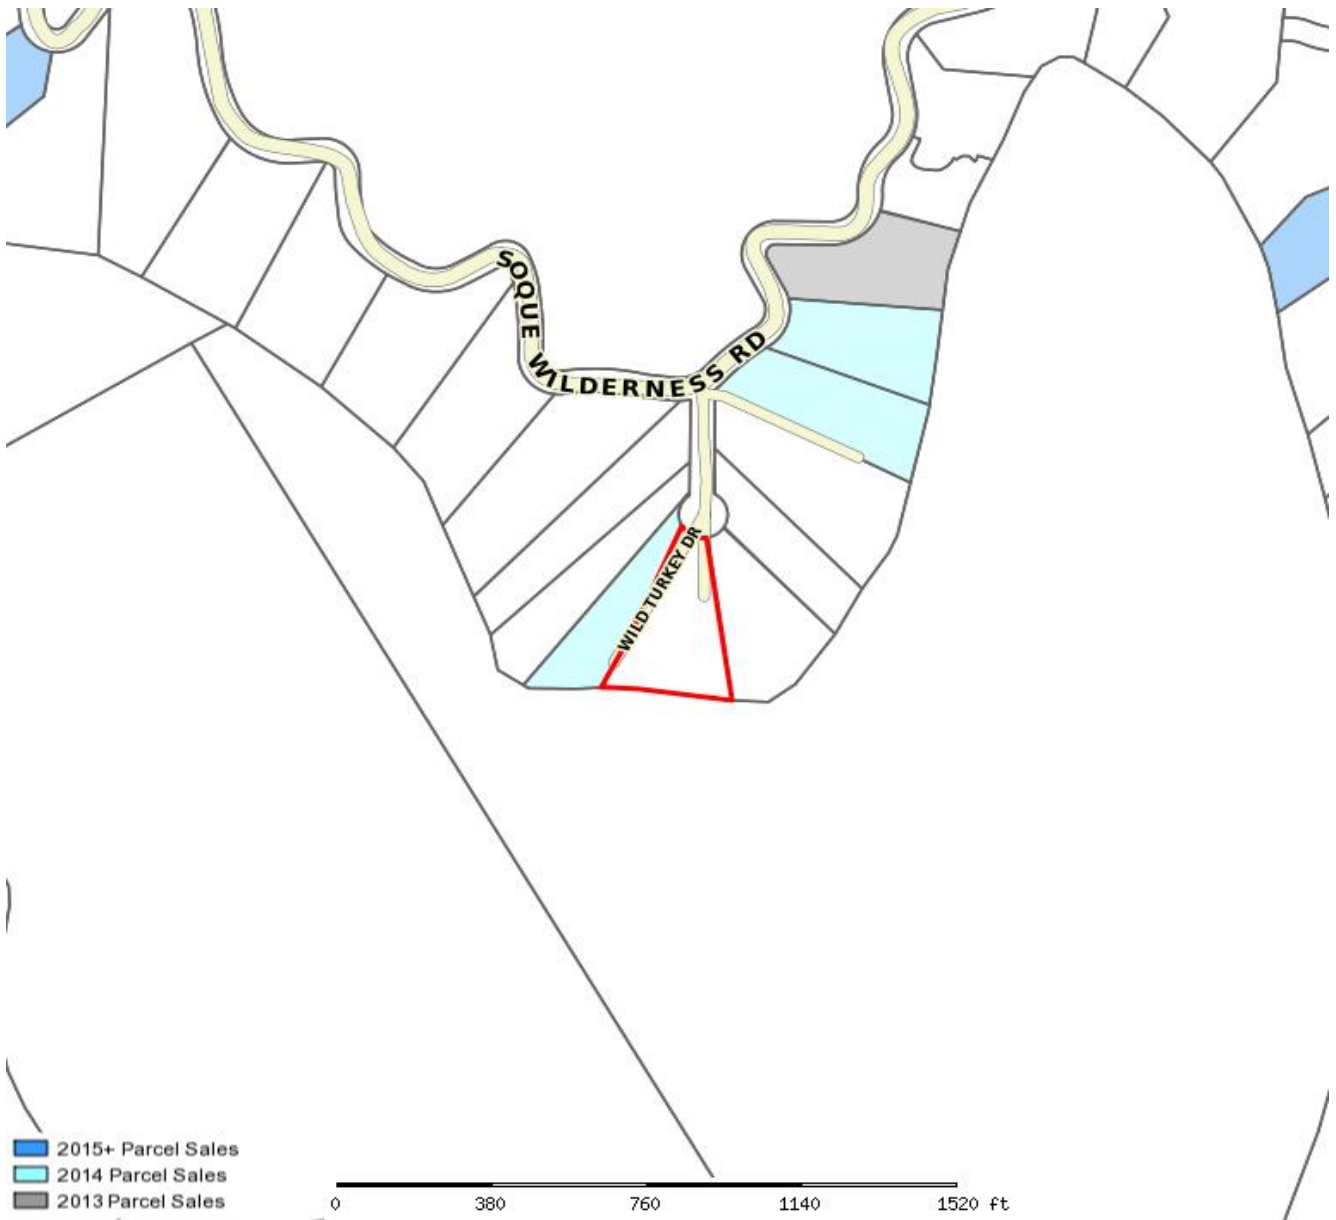 SOQUE WILDERNESS RD
WILD TURKEY DR
2015+ Parcel Sales
2014 Parcel Sales
2013 Parcel Sales
0 380 760 1140 1520 ft